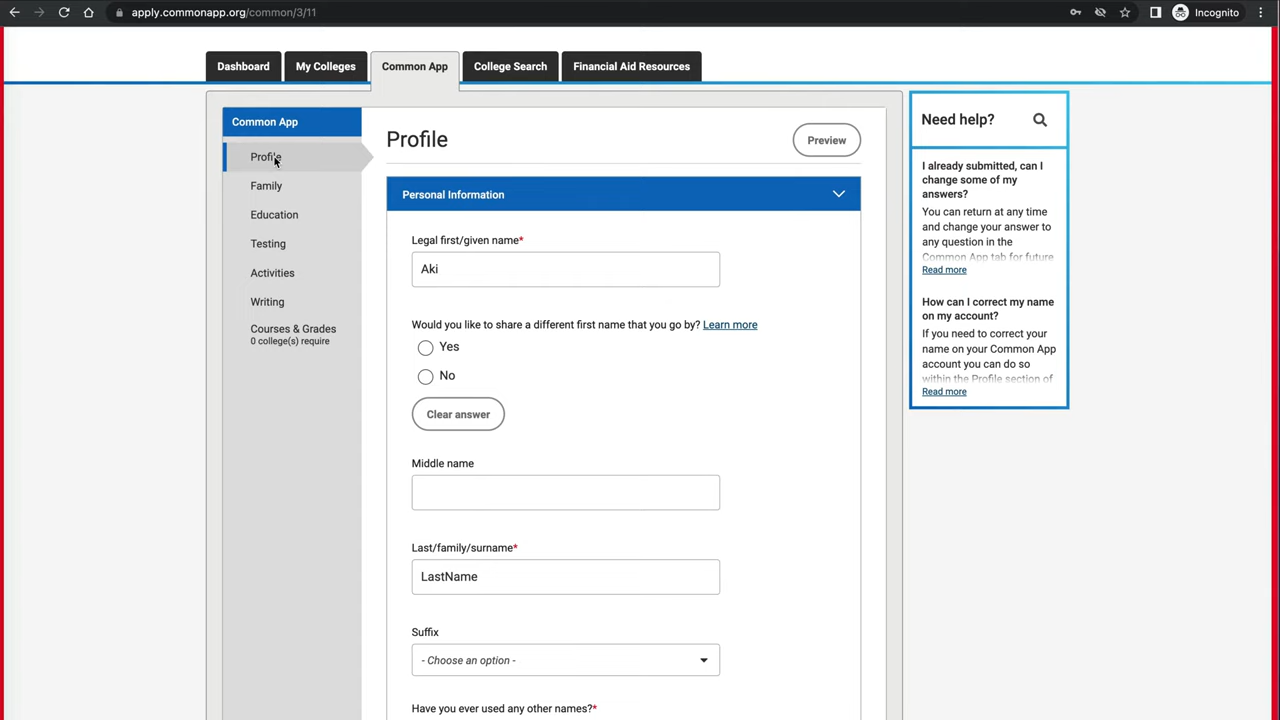 apply.commonapp.org/common/3/11
Incognito
Dashboard
My Colleges
Common App
College Search
Financial Aid Resources
Common App
Profile
Family
Education
Testing
Activities
Writing
Courses & Grades
0 college(s) require
Profile
Preview
Personal Information
Legal first/given name*
Aki
Would you like to share a different first name that you go by? Learn more
Yes
No
Clear answer
Middle name
Last/family/surname*
LastName
Suffix
- Choose an option -
Have you ever used any other names?*
Need help?
I already submitted, can I
change some of my
answers?
You can return at any time
and change your answer to
any question in the
Common App tab for future
Read more
How can I correct my name
on my account?
If you need to correct your
name on your Common App
account you can do so
within the Profile section of
Read more